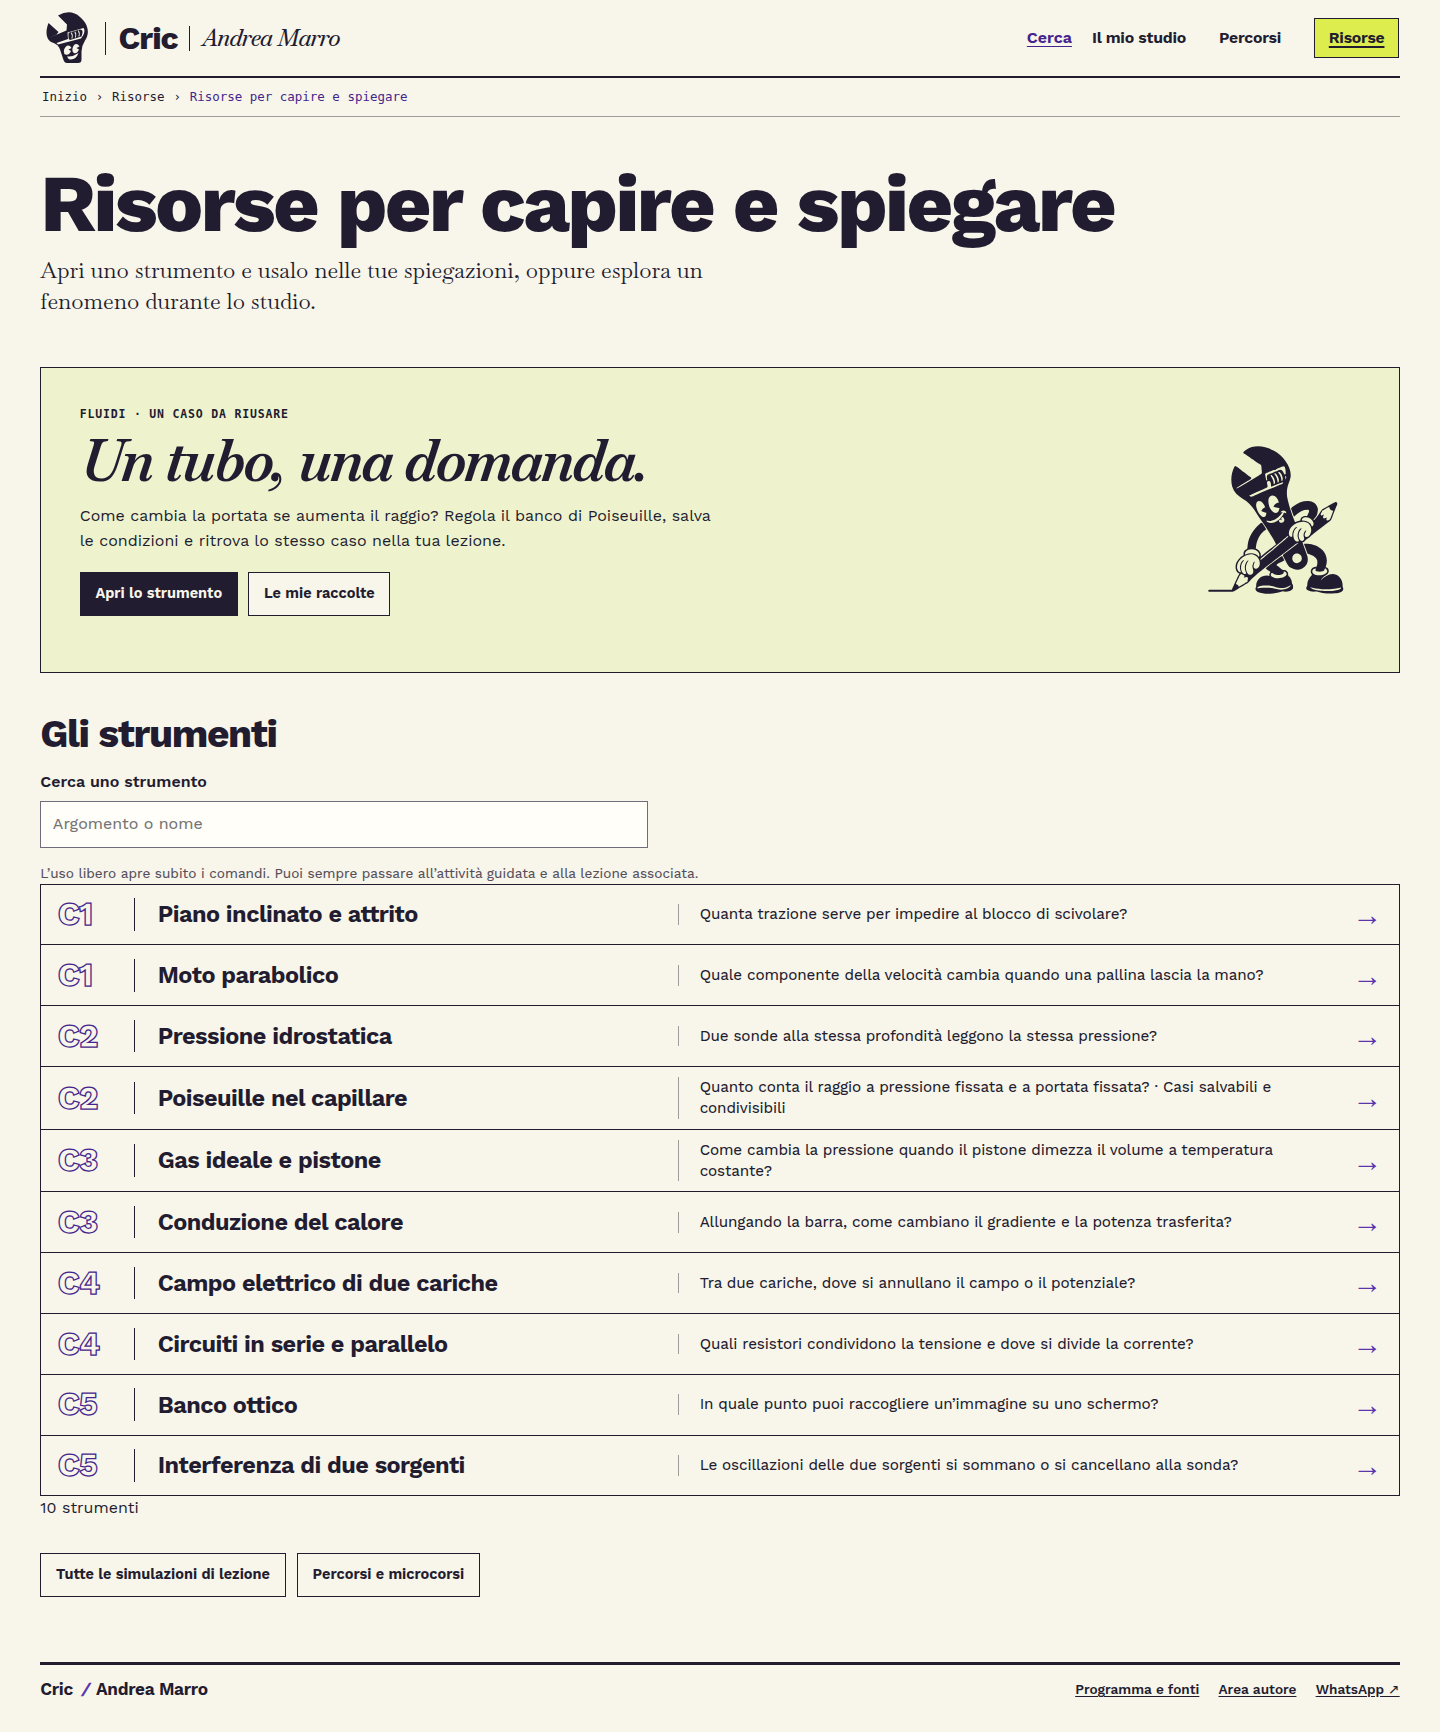 Cric Andrea Marro Cerca Il mio studio Percorsi Risorse
Inizio › Risorse › Risorse per capire e spiegare
Risorse per capire e spiegare
Apri uno strumento e usalo nelle tue spiegazioni, oppure esplora un
fenomeno durante lo studio.
FLUIDI · UN CASO DA RIUSARE
Un tubo, una domanda.
Come cambia la portata se aumenta il raggio? Regola il banco di Poiseuille, salva
le condizioni e ritrova lo stesso caso nella tua lezione.
Apri lo strumento Le mie raccolte
Gli strumenti
Cerca uno strumento
Argomento o nome
L’uso libero apre subito i comandi. Puoi sempre passare all’attività guidata e alla lezione associata.
C1 Piano inclinato e attrito Quanta trazione serve per impedire al blocco di scivolare? →
C1 Moto parabolico Quale componente della velocità cambia quando una pallina lascia la mano? →
C2 Pressione idrostatica Due sonde alla stessa profondità leggono la stessa pressione? →
C2 Poiseuille nel capillare Quanto conta il raggio a pressione fissata e a portata fissata? · Casi salvabili e
condivisibili →
C3 Gas ideale e pistone Come cambia la pressione quando il pistone dimezza il volume a temperatura
costante? →
C3 Conduzione del calore Allungando la barra, come cambiano il gradiente e la potenza trasferita? →
C4 Campo elettrico di due cariche Tra due cariche, dove si annullano il campo o il potenziale? →
C4 Circuiti in serie e parallelo Quali resistori condividono la tensione e dove si divide la corrente? →
C5 Banco ottico In quale punto puoi raccogliere un’immagine su uno schermo? →
C5 Interferenza di due sorgenti Le oscillazioni delle due sorgenti si sommano o si cancellano alla sonda? →
10 strumenti
Tutte le simulazioni di lezione Percorsi e microcorsi
Cric / Andrea Marro Programma e fonti Area autore WhatsApp ↗